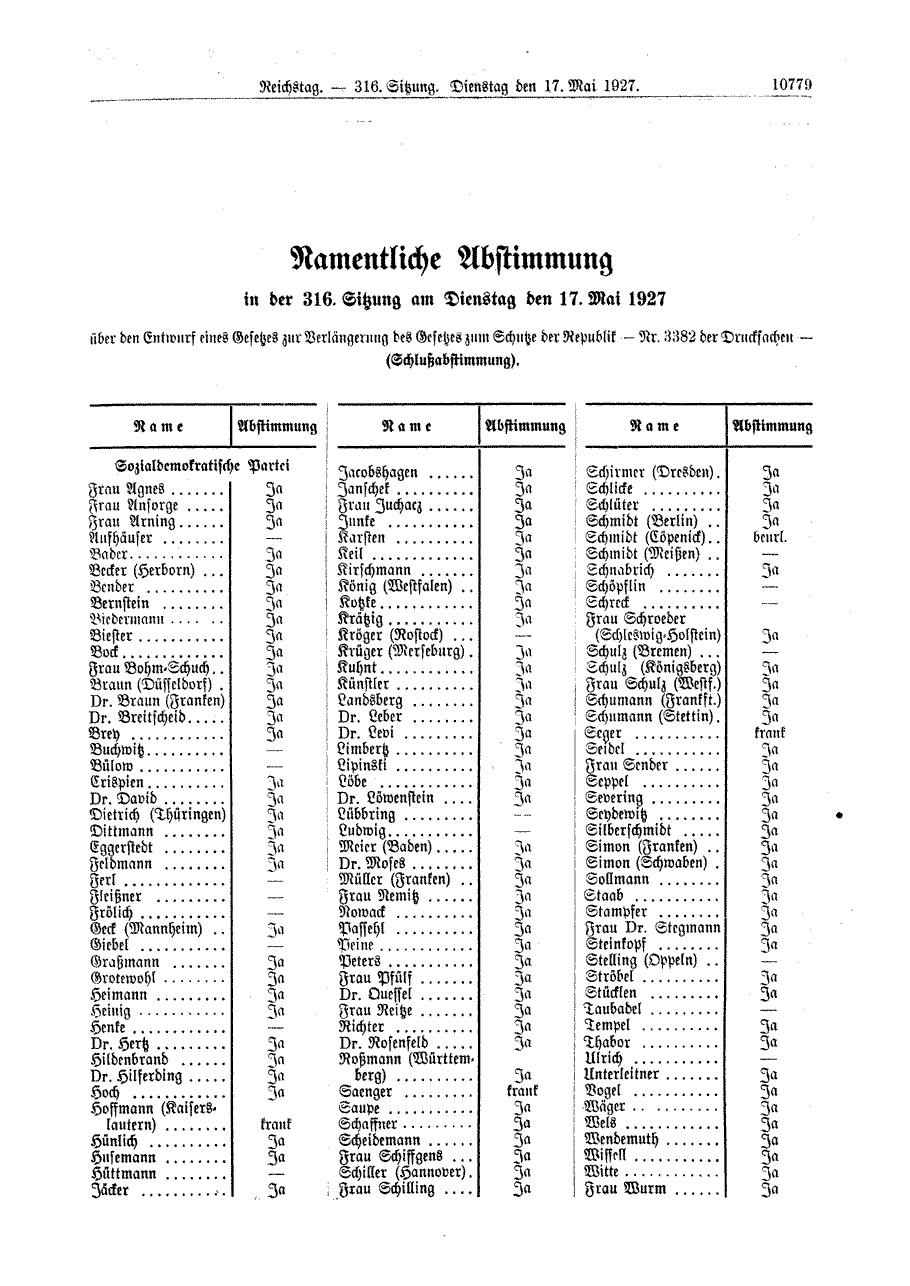 Reichstag. — 316. Sitzung. Dienstag den 17. Mai 1927. 10779
Namentliche Abstimmung
in der 316. Sitzung am Dienstag den 17. Mai 1927
über den Entwurf eines Gesetzes zur Verlängerung des Gesetzes zum Schutze der Republik — Nr. 3382 der Drucksachen —
(Schlußabstimmung).
Name Abstimmung
Sozialdemokratische Partei
Frau Agnes ....... Ja
Frau Ansorge ..... Ja
Frau Arning ...... Ja
Aufhäuser ........ —
Bader ............ Ja
Becker (Herborn) ... Ja
Bender .......... Ja
Bernstein ........ Ja
Biedermann .... .. Ja
Biester ........... Ja
Bock ............. Ja
Frau Bohm-Schuch .. Ja
Braun (Düsseldorf) . Ja
Dr. Braun (Franken) Ja
Dr. Breitscheid ..... Ja
Brey ............ Ja
Buchwitz .......... —
Bülow ........... —
Crispien .......... Ja
Dr. David ........ Ja
Dietrich (Thüringen) Ja
Dittmann ........ Ja
Eggerstedt ........ Ja
Feldmann ........ Ja
Ferl ............. —
Fleißner ......... —
Frölich ........... —
Geck (Mannheim) .. Ja
Giebel ........... —
Graßmann ....... Ja
Grotewohl ........ Ja
Heimann ......... Ja
Heinig ........... Ja
Henke ............ —
Dr. Hertz ......... Ja
Hildenbrand ...... Ja
Dr. Hilferding ..... Ja
Hoch ............ Ja
Hoffmann (Kaisers-
lautern) ........ krank
Hünlich .......... Ja
Husemann ........ Ja
Hüttmann ........ —
Jäcker ........... Ja
Name Abstimmung
Jacobshagen ...... Ja
Janschek .......... Ja
Frau Juchacz ...... Ja
Junke ........... Ja
Karsten .......... Ja
Keil ............. Ja
Kirschmann ....... Ja
König (Westfalen) .. Ja
Kotzke ............ Ja
Krätzig ........... Ja
Kröger (Rostock) ... —
Krüger (Merseburg) . Ja
Kuhnt ............ Ja
Künstler .......... Ja
Landsberg ........ Ja
Dr. Leber ........ Ja
Dr. Levi ......... Ja
Limbertz .......... Ja
Lipinski .......... Ja
Löbe ............ Ja
Dr. Löwenstein .... Ja
Lübbring ......... —
Ludwig ........... —
Meier (Baden) ..... Ja
Dr. Moses ........ Ja
Müller (Franken) .. Ja
Frau Nemitz ...... Ja
Nowack .......... Ja
Passehl .......... Ja
Peine ............ Ja
Peters ........... Ja
Frau Pfülf ....... Ja
Dr. Quessel ....... Ja
Frau Reitze ....... Ja
Richter .......... Ja
Dr. Rosenfeld ..... Ja
Roßmann (Württem-
berg) .......... Ja
Saenger ......... krank
Saupe ........... Ja
Schaffner ......... Ja
Scheidemann ...... Ja
Frau Schiffgens ... Ja
Schiller (Hannover) . Ja
Frau Schilling .... Ja
Name Abstimmung
Schirmer (Dresden) . Ja
Schlicke .......... Ja
Schlüter .......... Ja
Schmidt (Berlin) .. Ja
Schmidt (Cöpenick) .. beurl.
Schmidt (Meißen) .. —
Schnabrich ....... Ja
Schöpflin ........ —
Schreck .......... —
Frau Schroeder
(Schleswig-Holstein) Ja
Schulz (Bremen) ... —
Schulz (Königsberg) Ja
Frau Schulz (Westf.) Ja
Schumann (Frankft.) Ja
Schumann (Stettin) . Ja
Seger ........... krank
Seidel ........... Ja
Frau Sender ...... Ja
Seppel .......... Ja
Severing ......... Ja
Seydewitz ......... Ja
Silberschmidt ..... Ja
Simon (Franken) .. Ja
Simon (Schwaben) . Ja
Sollmann ........ Ja
Staab ........... Ja
Stampfer ......... Ja
Frau Dr. Stegmann Ja
Steinkopf ........ Ja
Stelling (Oppeln) .. —
Ströbel .......... Ja
Stücklen ......... Ja
Taubadel ......... —
Tempel .......... Ja
Thabor .......... Ja
Ulrich ........... —
Unterleitner ....... Ja
Vogel ........... Ja
Wäger .. ........ Ja
Wels ............ Ja
Wendemuth ....... Ja
Wissell ........... Ja
Witte ............ Ja
Frau Wurm ...... Ja